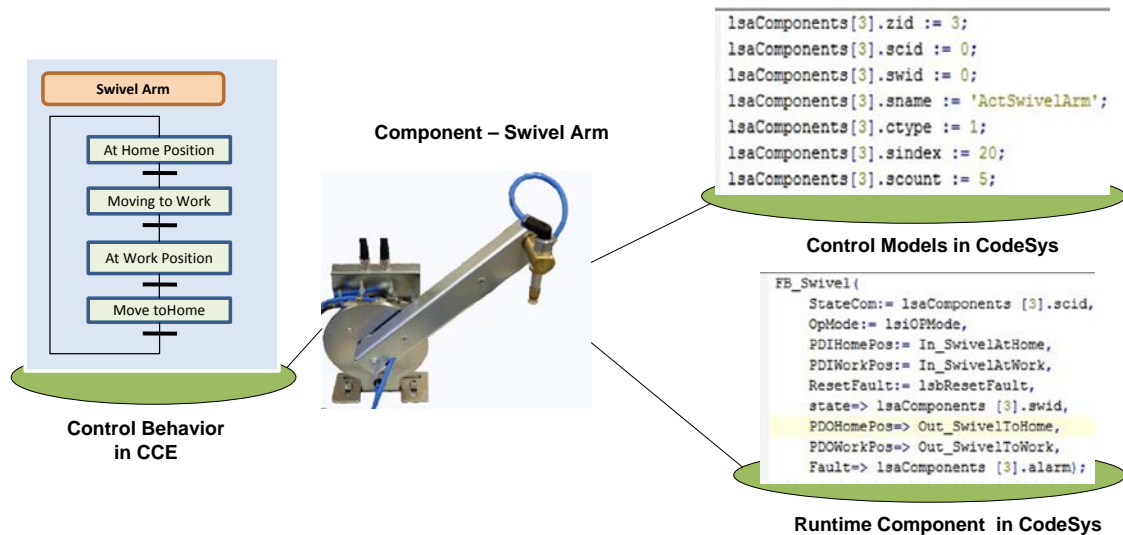 Swivel Arm
At Home Position
Moving to Work
At Work Position
Move toHome
Control Behavior
in CCE
Component – Swivel Arm
lsaComponents[3].zid := 3;
lsaComponents[3].scid := 0;
lsaComponents[3].swid := 0;
lsaComponents[3].sname := 'ActSwivelArm';
lsaComponents[3].ctype := 1;
lsaComponents[3].sindex := 20;
lsaComponents[3].scount := 5;
Control Models in CodeSys
FB_Swivel(
StateCom:= lsaComponents [3].scid,
OpMode:= lsiOPMode,
PDIHomePos:= In_SwivelAtHome,
PDIWorkPos:= In_SwivelAtWork,
ResetFault:= lsbResetFault,
state=> lsaComponents [3].swid,
PDOHomePos=> Out_SwivelToHome,
PDOWorkPos=> Out_SwivelToWork,
Fault=> lsaComponents [3].alarm);
Runtime Component in CodeSys